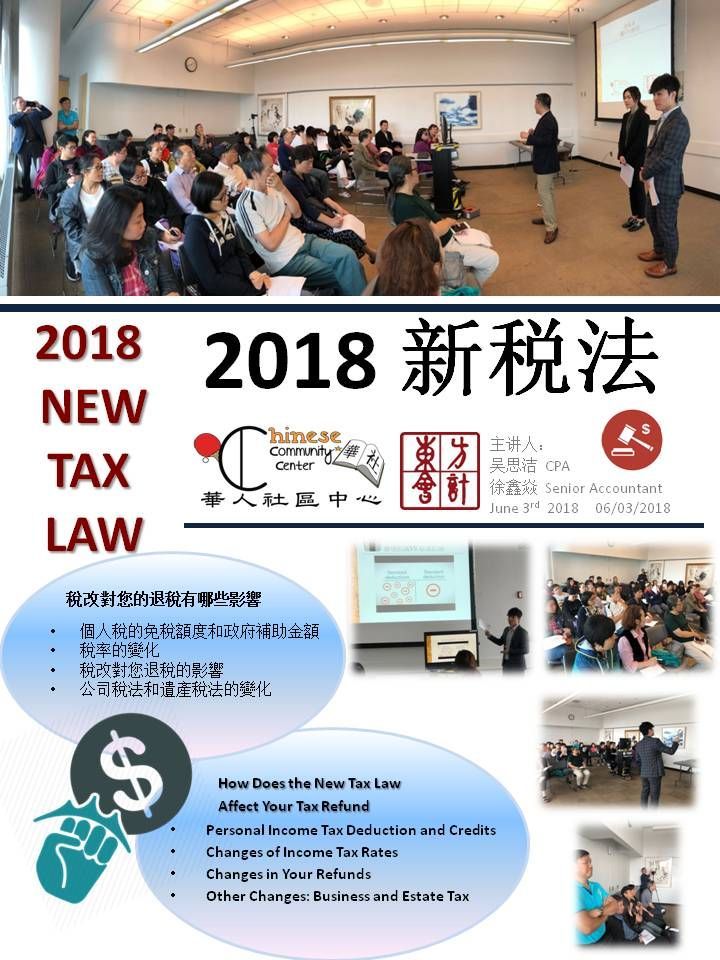 2018
NEW
TAX
LAW
2018 新税法
Chinese
Community
Center
華社
華人社區中心
東方
會計
主讲人：
吴思洁 CPA
徐鑫焱 Senior Accountant
June 3rd 2018 06/03/2018
稅改對您的退稅有哪些影響
• 個人稅的免稅額度和政府補助金額
• 稅率的變化
• 稅改對您退稅的影響
• 公司稅法和遺產稅法的變化
$
$
How Does the New Tax Law
Affect Your Tax Refund
• Personal Income Tax Deduction and Credits
• Changes of Income Tax Rates
• Changes in Your Refunds
• Other Changes: Business and Estate Tax